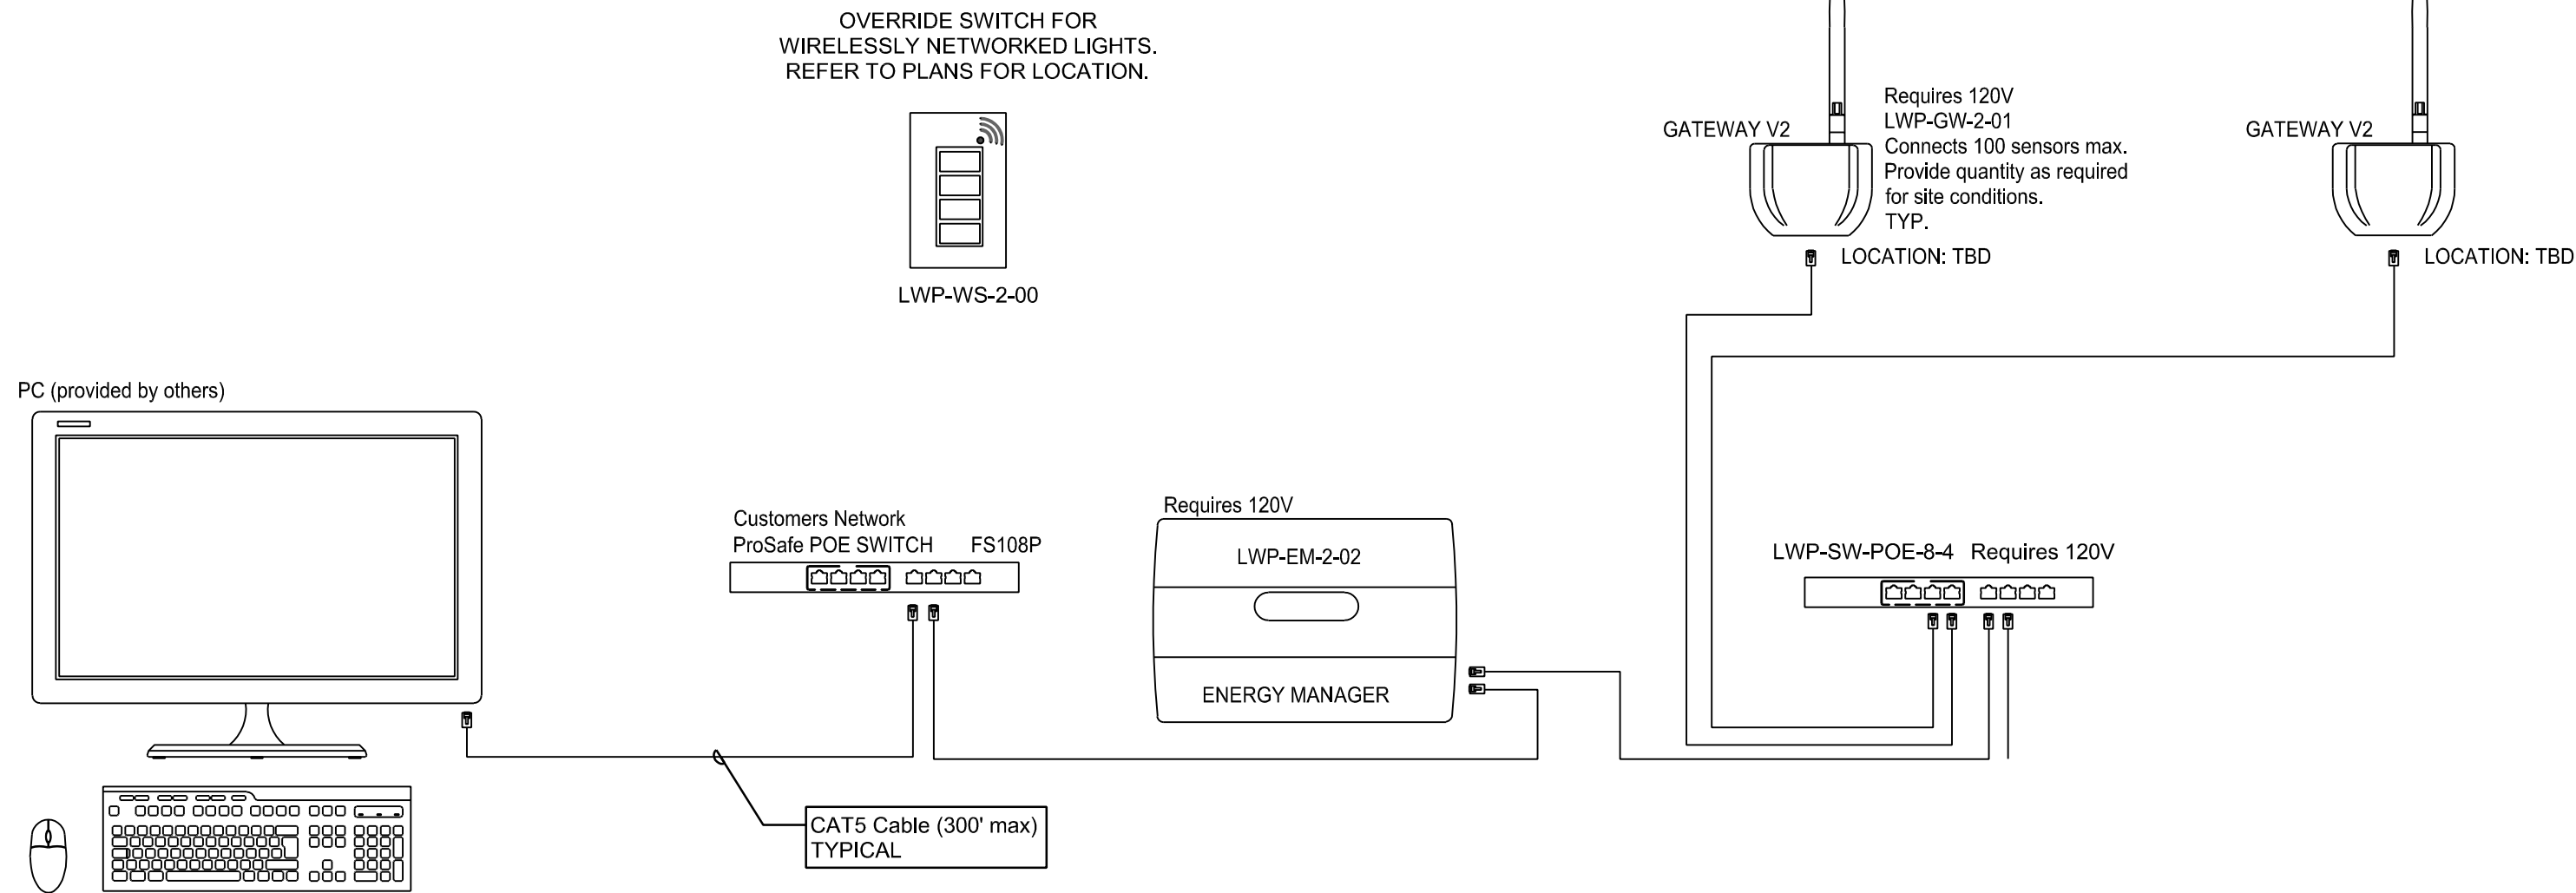 OVERRIDE SWITCH FOR
WIRELESSLY NETWORKED LIGHTS.
REFER TO PLANS FOR LOCATION.
LWP-WS-2-00
GATEWAY V2
Requires 120V
LWP-GW-2-01
Connects 100 sensors max.
Provide quantity as required
for site conditions.
TYP.
LOCATION: TBD
GATEWAY V2
LOCATION: TBD
PC (provided by others)
Customers Network
ProSafe POE SWITCH FS108P
Requires 120V
LWP-EM-2-02
ENERGY MANAGER
LWP-SW-POE-8-4 Requires 120V
CAT5 Cable (300' max)
TYPICAL